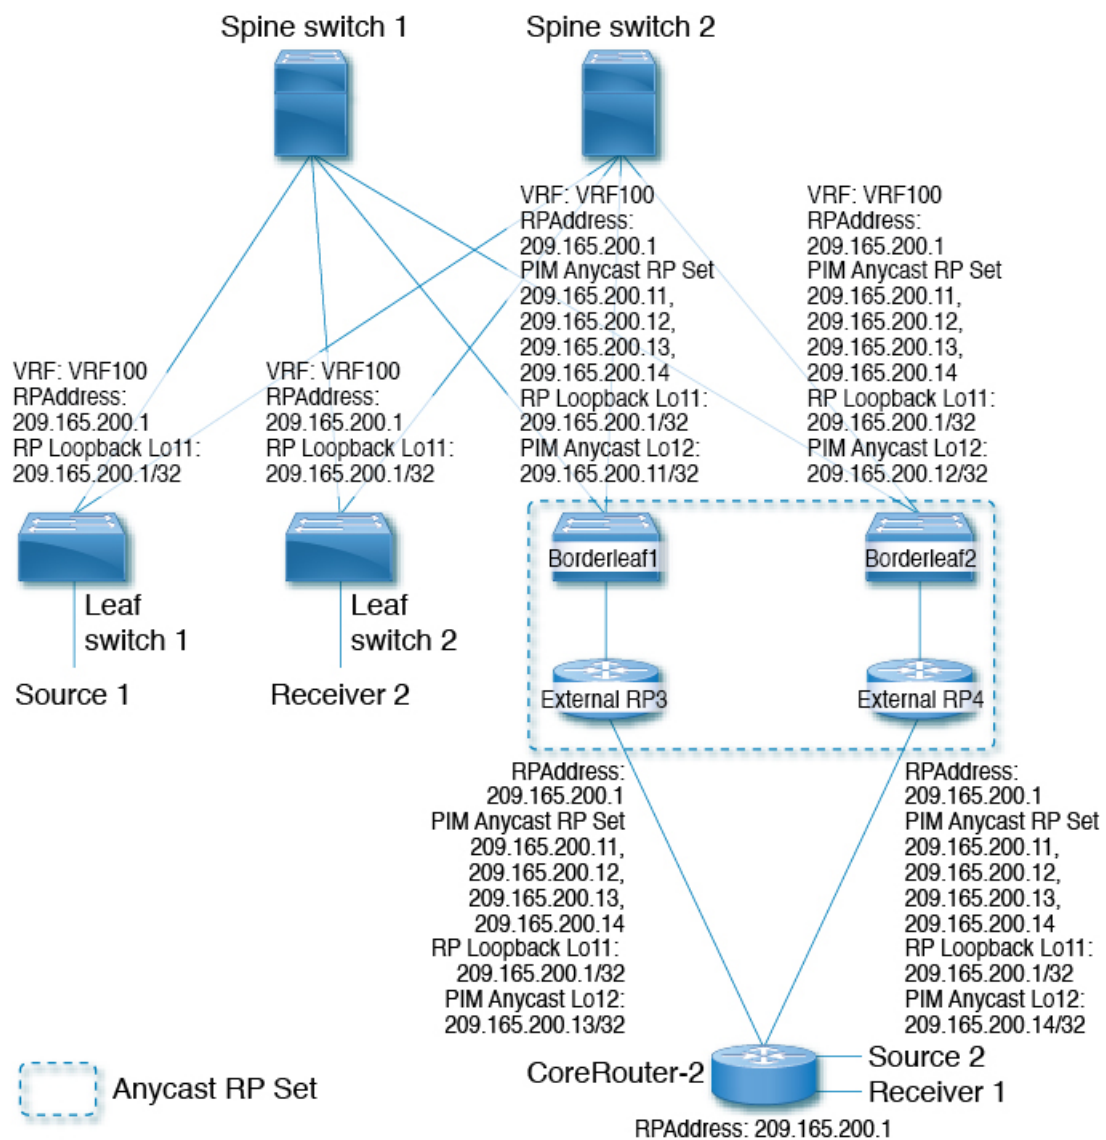 Spine switch 1
Spine switch 2
VRF: VRF100
RPAddress:
209.165.200.1
PIM Anycast RP Set
209.165.200.11,
209.165.200.12,
209.165.200.13,
209.165.200.14
RP Loopback Lo11:
209.165.200.1/32
PIM Anycast Lo12:
209.165.200.11/32
VRF: VRF100
RPAddress:
209.165.200.1
PIM Anycast RP Set
209.165.200.11,
209.165.200.12,
209.165.200.13,
209.165.200.14
RP Loopback Lo11:
209.165.200.1/32
PIM Anycast Lo12:
209.165.200.12/32
VRF: VRF100
RPAddress:
209.165.200.1
RP Loopback Lo11:
209.165.200.1/32
VRF: VRF100
RPAddress:
209.165.200.1
RP Loopback Lo11:
209.165.200.1/32
Borderleaf1
Borderleaf2
Leaf
switch 1
Leaf
switch 2
Source 1
Receiver 2
External RP3
External RP4
RPAddress:
209.165.200.1
PIM Anycast RP Set
209.165.200.11,
209.165.200.12,
209.165.200.13,
209.165.200.14
RP Loopback Lo11:
209.165.200.1/32
PIM Anycast Lo12:
209.165.200.13/32
RPAddress:
209.165.200.1
PIM Anycast RP Set
209.165.200.11,
209.165.200.12,
209.165.200.13,
209.165.200.14
RP Loopback Lo11:
209.165.200.1/32
PIM Anycast Lo12:
209.165.200.14/32
CoreRouter-2
Source 2
Receiver 1
RPAddress: 209.165.200.1
Anycast RP Set